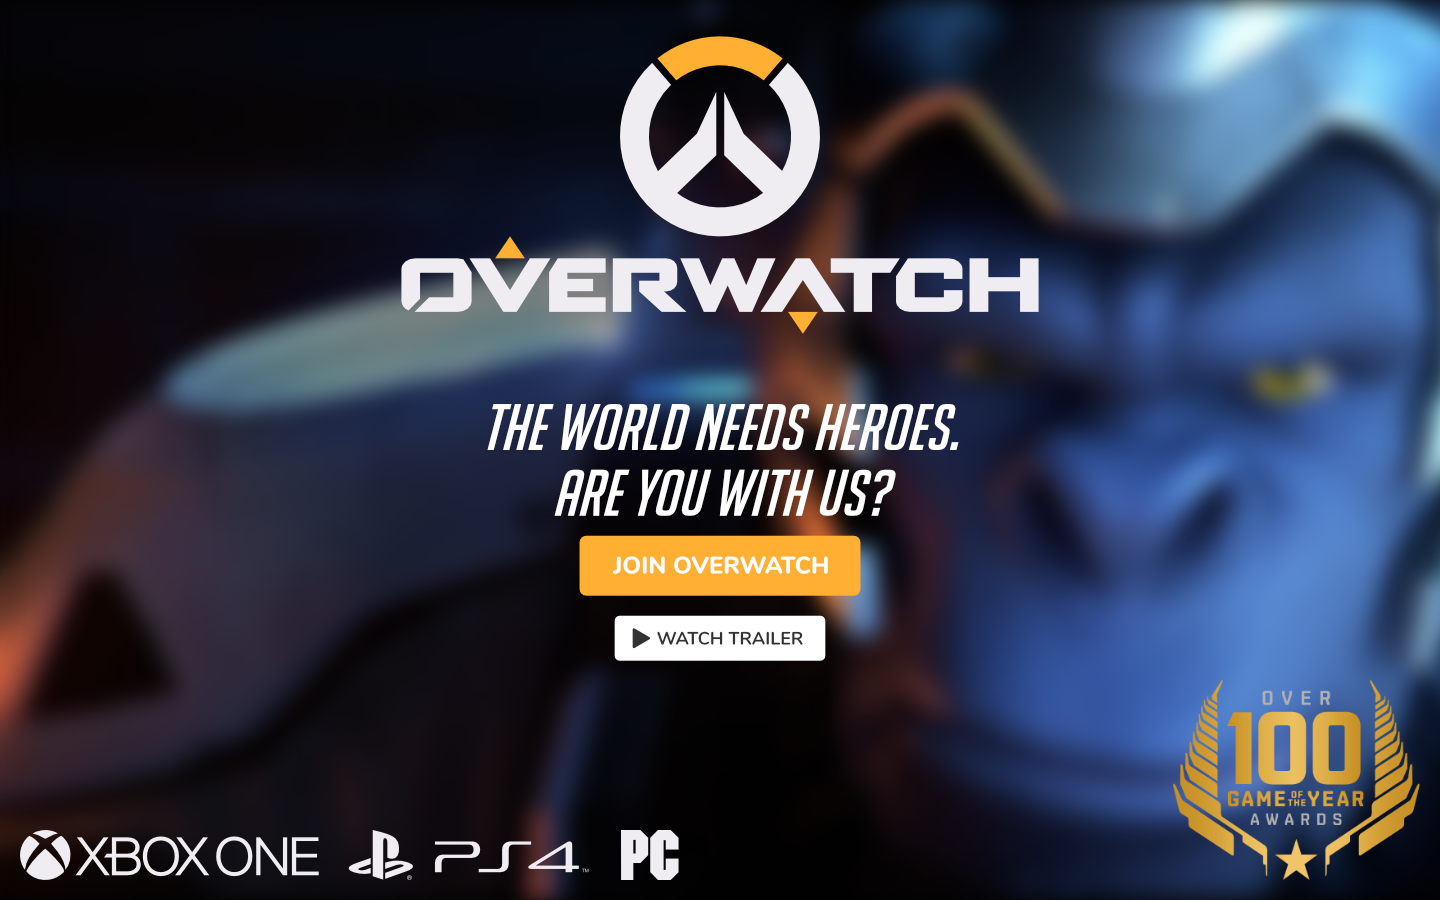 OVERWATCH
THE WORLD NEEDS HEROES.
ARE YOU WITH US?
JOIN OVERWATCH
WATCH TRAILER
OVER
100
GAME OF THE YEAR
AWARDS
XBOX ONE
PS4™
PC